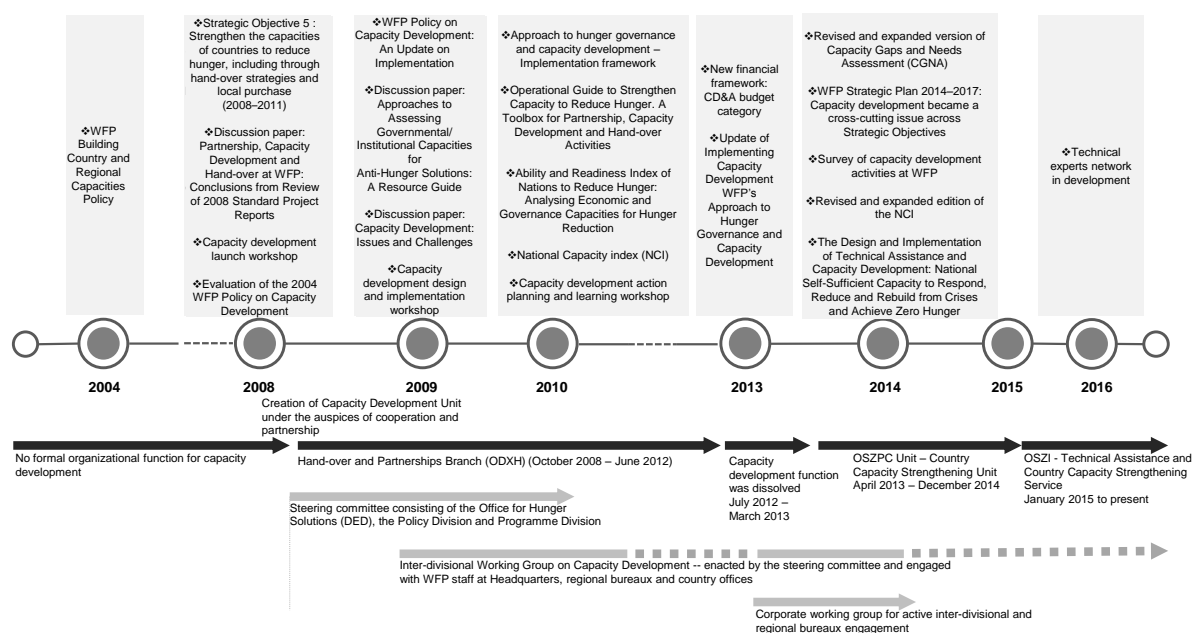 ❖WFP
Building
Country and
Regional
Capacities
Policy
❖Strategic Objective 5 :
Strengthen the capacities
of countries to reduce
hunger, including through
hand-over strategies and
local purchase
(2008–2011)
❖Discussion paper:
Partnership, Capacity
Development and
Hand-over at WFP:
Conclusions from Review
of 2008 Standard Project
Reports
❖Capacity development
launch workshop
❖Evaluation of the 2004
WFP Policy on Capacity
Development
❖WFP Policy on
Capacity Development:
An Update on
Implementation
❖Discussion paper:
Approaches to
Assessing
Governmental/
Institutional Capacities
for
Anti-Hunger Solutions:
A Resource Guide
❖Discussion paper:
Capacity Development:
Issues and Challenges
❖Capacity
development design
and implementation
workshop
❖Approach to hunger governance
and capacity development –
Implementation framework
❖Operational Guide to Strengthen
Capacity to Reduce Hunger. A
Toolbox for Partnership, Capacity
Development and Hand-over
Activities
❖Ability and Readiness Index of
Nations to Reduce Hunger:
Analysing Economic and
Governance Capacities for Hunger
Reduction
❖National Capacity index (NCI)
❖Capacity development action
planning and learning workshop
❖New financial
framework:
CD&A budget
category
❖Update of
Implementing
Capacity
Development
WFP's
Approach to
Hunger
Governance and
Capacity
Development
❖Revised and expanded version of
Capacity Gaps and Needs
Assessment (CGNA)
❖WFP Strategic Plan 2014–2017:
Capacity development became a
cross-cutting issue across
Strategic Objectives
❖Survey of capacity development
activities at WFP
❖Revised and expanded edition of
the NCI
❖The Design and Implementation
of Technical Assistance and
Capacity Development: National
Self-Sufficient Capacity to Respond,
Reduce and Rebuild from Crises
and Achieve Zero Hunger
❖Technical
experts network
in development
2004
2008
2009
2010
2013
2014
2015
2016
Creation of Capacity Development Unit
under the auspices of cooperation and
partnership
No formal organizational function for capacity
development
Hand-over and Partnerships Branch (ODXH) (October 2008 – June 2012)
Capacity
development function
was dissolved
July 2012 –
March 2013
OSZPC Unit – Country
Capacity Strengthening Unit
April 2013 – December 2014
OSZI - Technical Assistance and
Country Capacity Strengthening
Service
January 2015 to present
Steering committee consisting of the Office for Hunger
Solutions (DED), the Policy Division and Programme Division
Inter-divisional Working Group on Capacity Development -- enacted by the steering committee and engaged
with WFP staff at Headquarters, regional bureaux and country offices
Corporate working group for active inter-divisional and
regional bureaux engagement